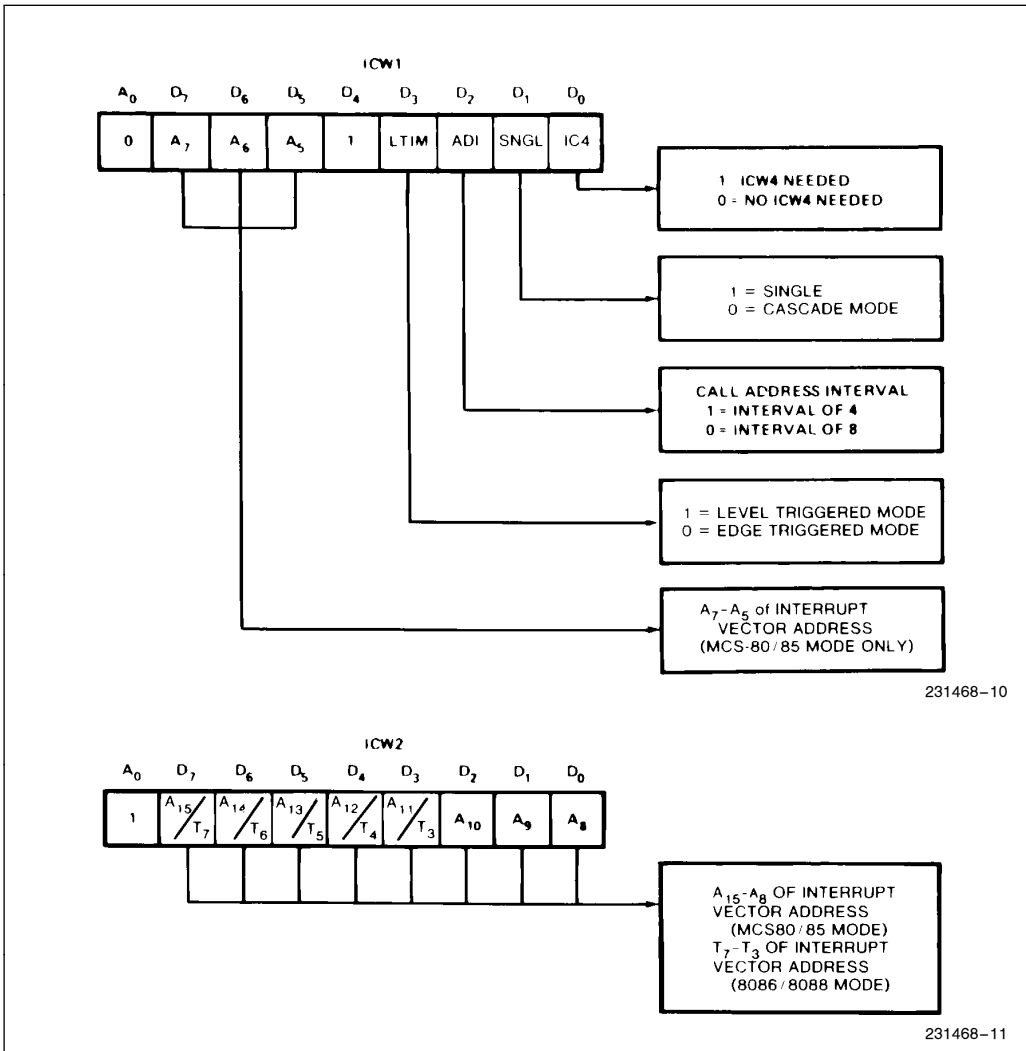 ICW1
A0 D7 D6 D5 D4 D3 D2 D1 D0
0 A7 A6 A5 1 LTIM ADI SNGL IC4
1 ICW4 NEEDED
0 = NO ICW4 NEEDED
1 = SINGLE
0 = CASCADE MODE
CALL ADDRESS INTERVAL
1 = INTERVAL OF 4
0 = INTERVAL OF 8
1 = LEVEL TRIGGERED MODE
0 = EDGE TRIGGERED MODE
A7-A5 of INTERRUPT
VECTOR ADDRESS
(MCS-80/85 MODE ONLY)
231468-10
ICW2
A0 D7 D6 D5 D4 D3 D2 D1 D0
1 A15/T7 A14/T6 A13/T5 A12/T4 A11/T3 A10 A9 A8
A15-A8 OF INTERRUPT
VECTOR ADDRESS
(MCS80/85 MODE)
T7-T3 OF INTERRUPT
VECTOR ADDRESS
(8086/8088 MODE)
231468-11